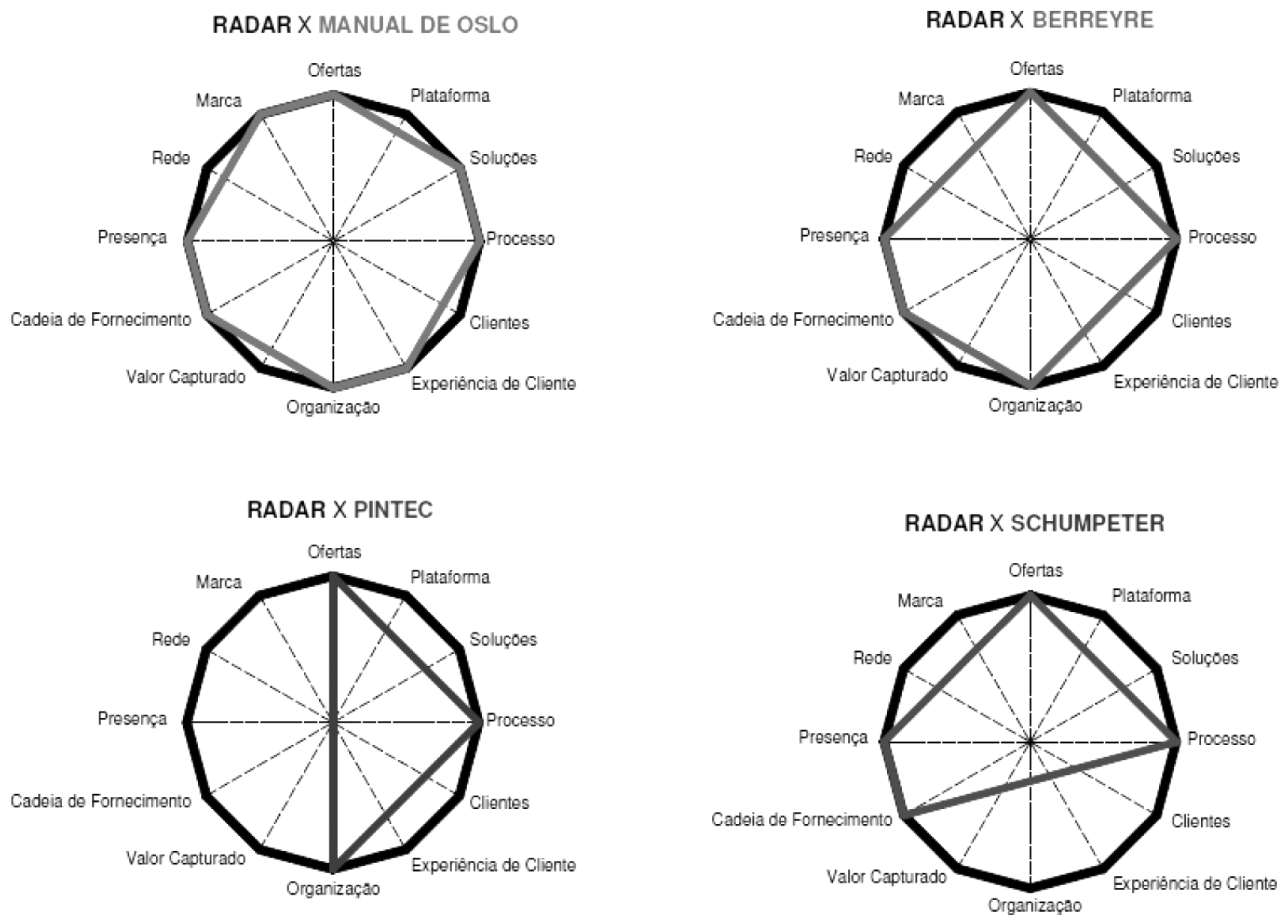 RADAR X MANUAL DE OSLO
Ofertas
Marca
Plataforma
Rede
Soluções
Presença
Processo
Cadeia de Fornecimento
Clientes
Valor Capturado
Experiência de Cliente
Organização
RADAR X BERREYRE
Ofertas
Marca
Plataforma
Rede
Soluções
Presença
Processo
Cadeia de Fornecimento
Clientes
Valor Capturado
Experiência de Cliente
Organização
RADAR X PINTEC
Ofertas
Marca
Plataforma
Rede
Soluções
Presença
Processo
Cadeia de Fornecimento
Clientes
Valor Capturado
Experiência de Cliente
Organização
RADAR X SCHUMPETER
Ofertas
Marca
Plataforma
Rede
Soluções
Presença
Processo
Cadeia de Fornecimento
Clientes
Valor Capturado
Experiência de Cliente
Organização